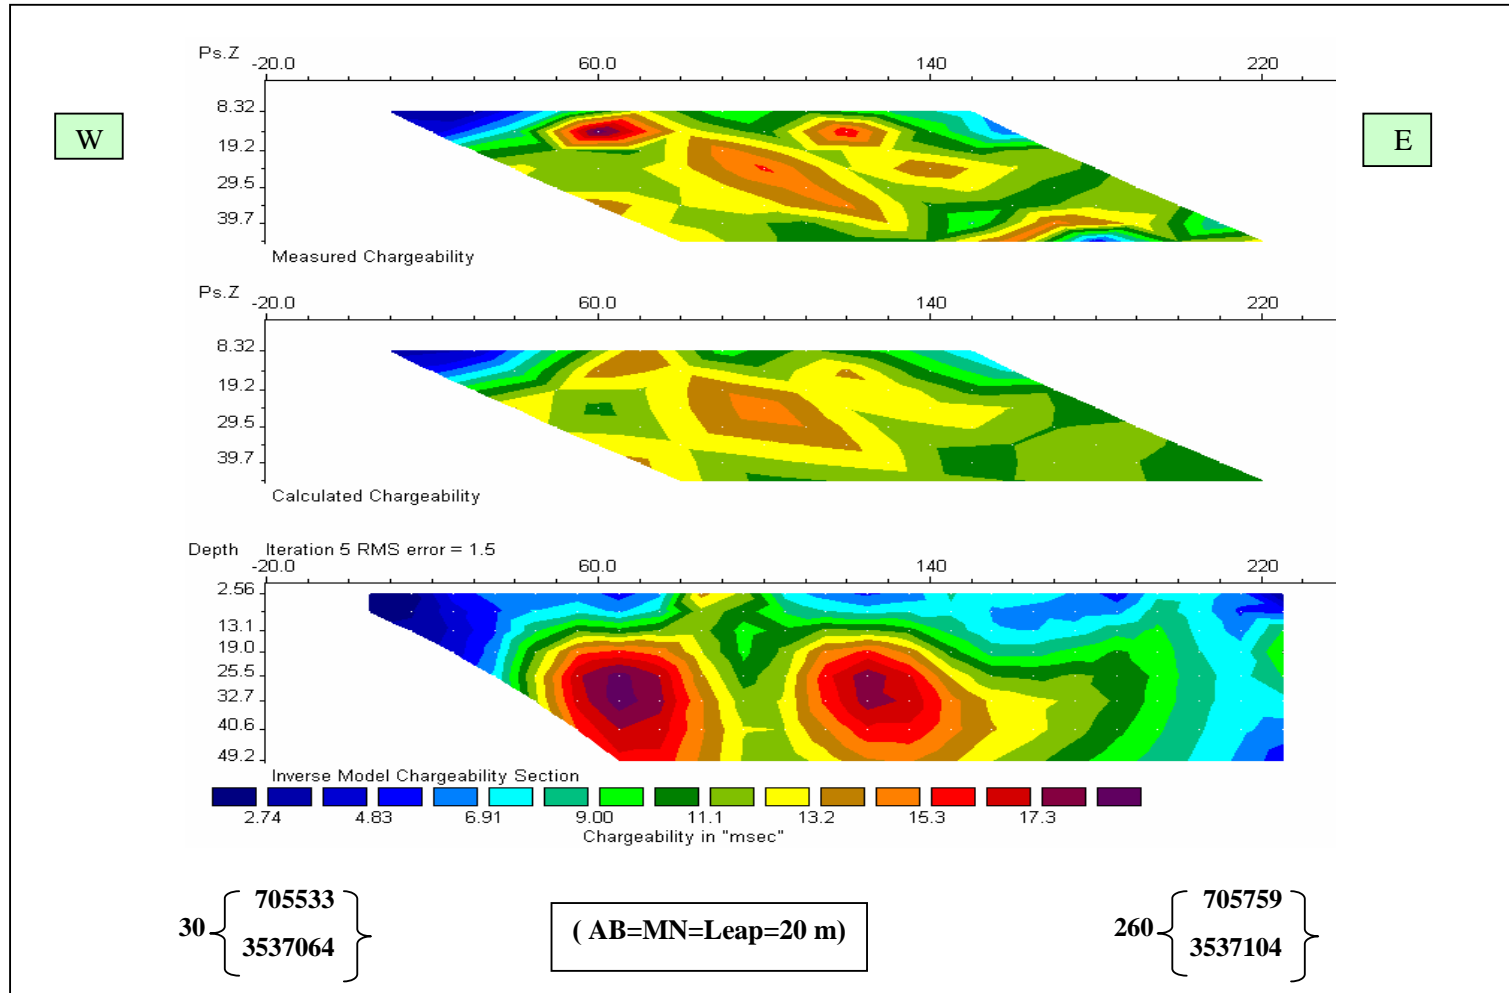 Ps.Z
-20.0 60.0 140 220
8.32
19.2
29.5
39.7
Measured Chargeability
W
E
Ps.Z
-20.0 60.0 140 220
8.32
19.2
29.5
39.7
Calculated Chargeability
Depth Iteration 5 RMS error = 1.5
-20.0 60.0 140 220
2.56
13.1
19.0
25.5
32.7
40.6
49.2
Inverse Model Chargeability Section
2.74 4.83 6.91 9.00 11.1 13.2 15.3 17.3
Chargeability in "msec"
30 705533
3537064
( AB=MN=Leap=20 m)
260 705759
3537104